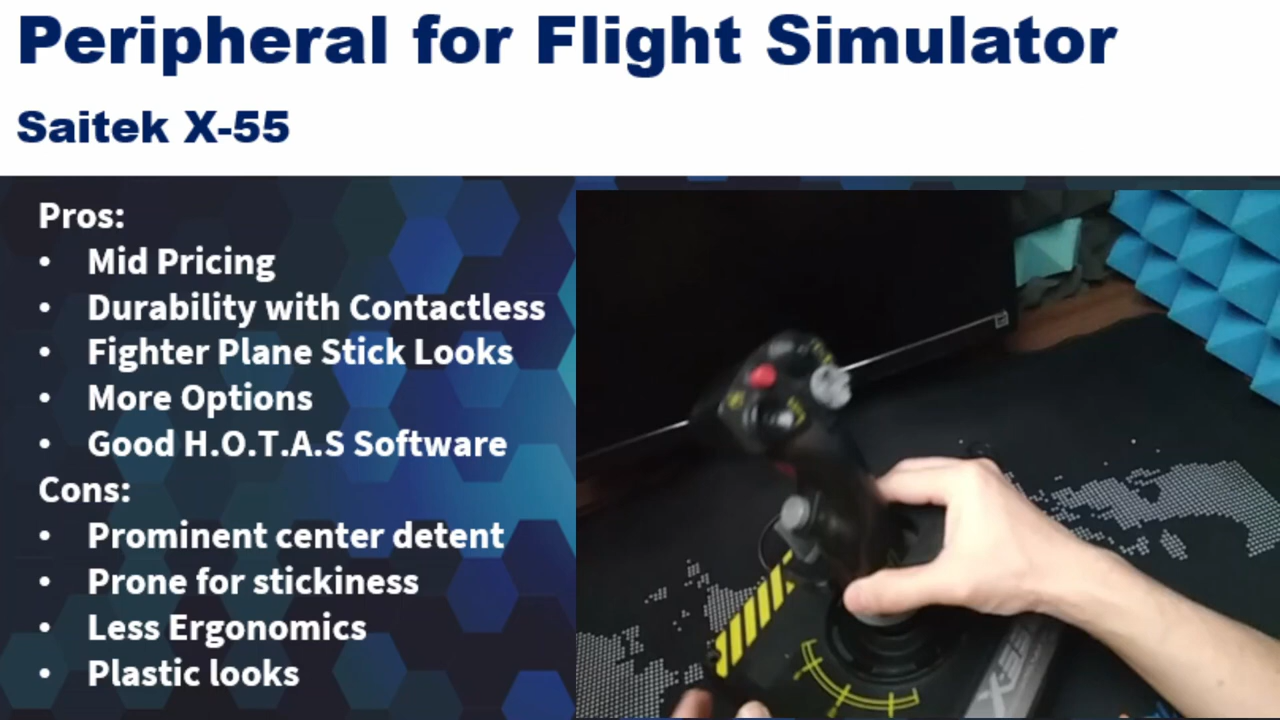 Peripheral for Flight Simulator
Saitek X-55
Pros:
• Mid Pricing
• Durability with Contactless
• Fighter Plane Stick Looks
• More Options
• Good H.O.T.A.S Software
Cons:
• Prominent center detent
• Prone for stickiness
• Less Ergonomics
• Plastic looks